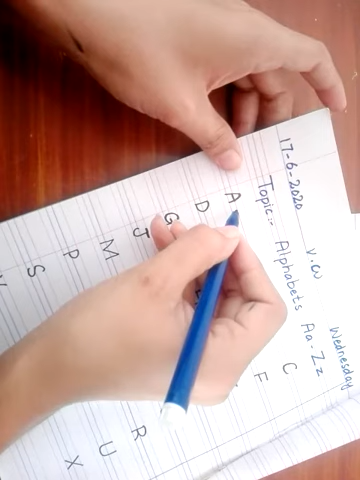 Wednesday
17-6-2020 V.W
Topic:- Alphabets Aa-Zz
A C
D F
G
J
M R
P U
S X